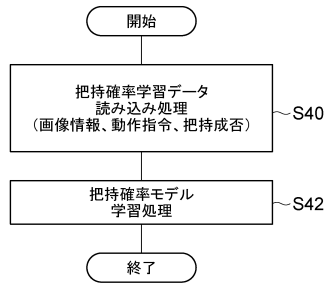 開始
把持確率学習データ
読み込み処理
(画像情報、動作指令、把持成否)
S40
把持確率モデル
学習処理
S42
終了